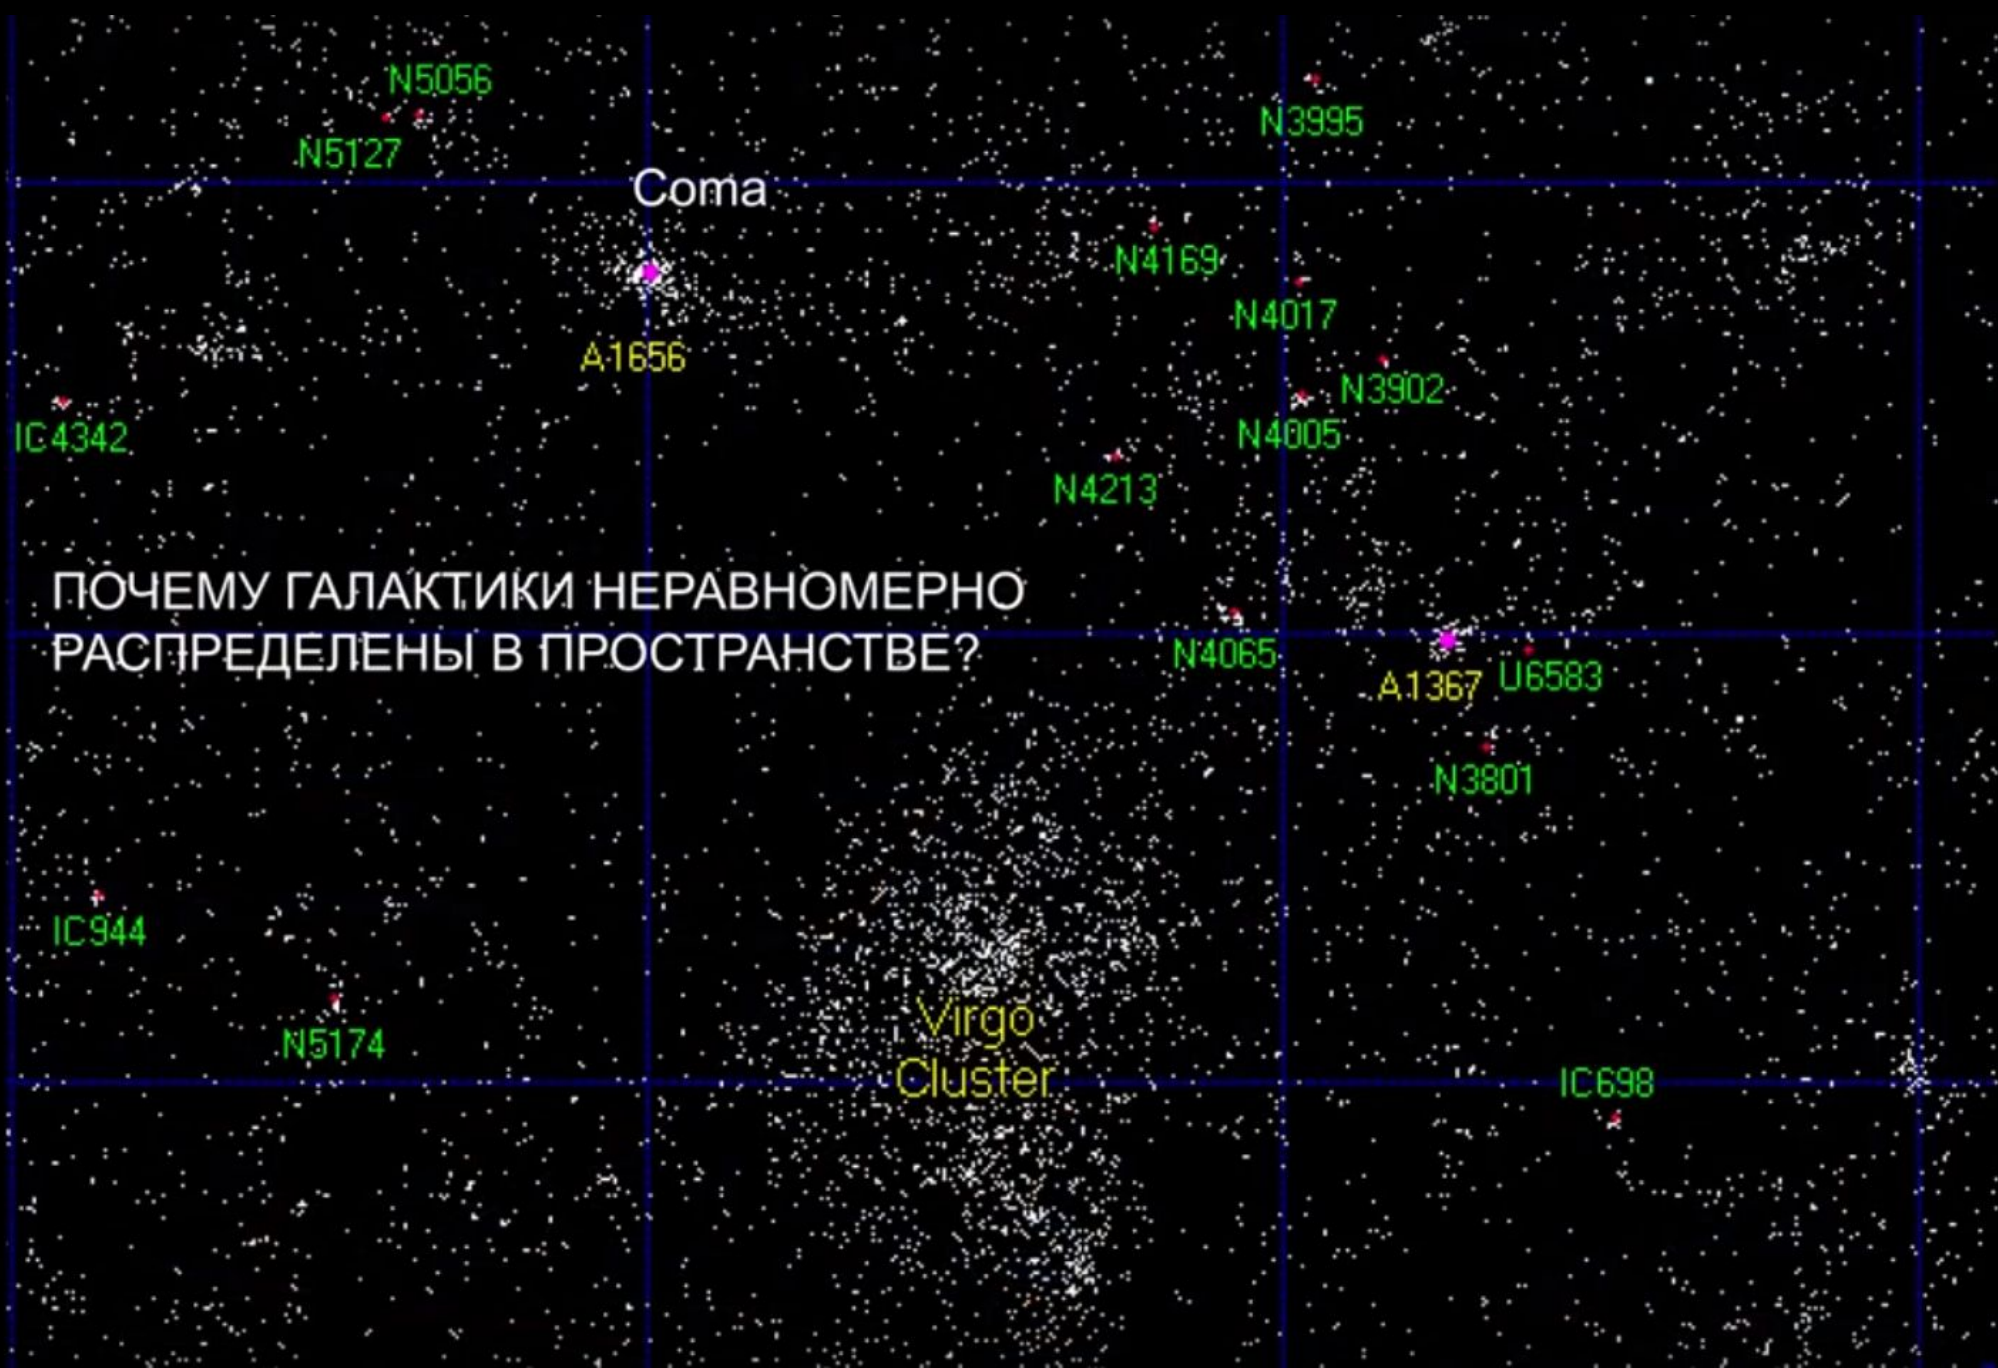 N5056
N5127
N3995
Coma
N4169
N4017
A1656
N3902
IC4342
N4005
N4213
ПОЧЕМУ ГАЛАКТИКИ НЕРАВНОМЕРНО
РАСПРЕДЕЛЕНЫ В ПРОСТРАНСТВЕ?
N4065
A1367
U6583
N3801
IC944
Virgo
Cluster
N5174
IC698